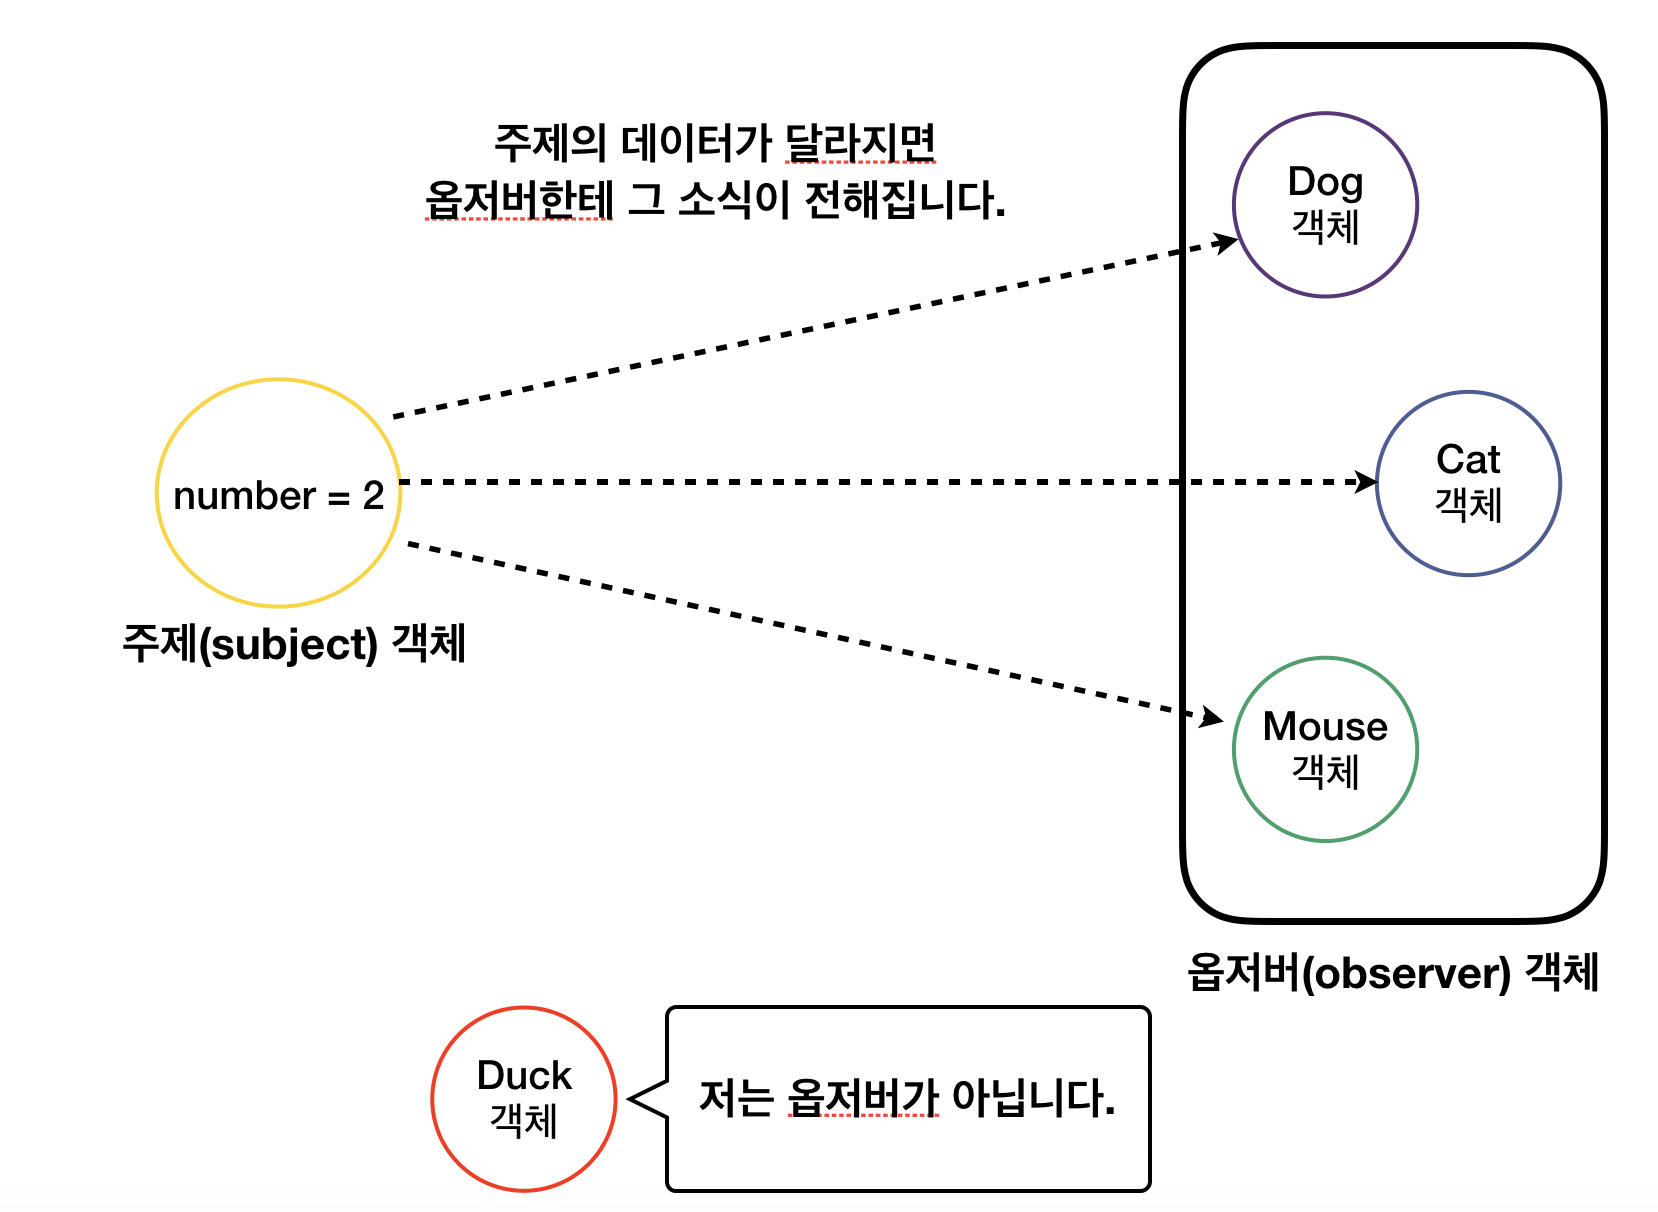 주제의 데이터가 달라지면
옵저버한테 그 소식이 전해집니다.
Dog
객체
number = 2
Cat
객체
주제(subject) 객체
Mouse
객체
옵저버(observer) 객체
Duck
객체
저는 옵저버가 아닙니다.